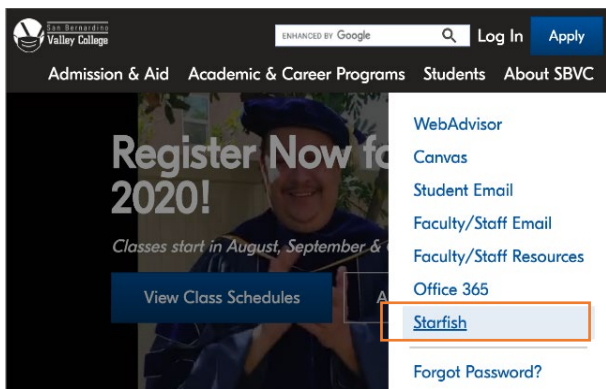 San Bernardino
Valley College
ENHANCED BY Google
Log In
Apply
Admission & Aid Academic & Career Programs Students About SBVC
Register Now fo
2020!
Classes start in August, September &
View Class Schedules
A
WebAdvisor
Canvas
Student Email
Faculty/Staff Email
Faculty/Staff Resources
Office 365
Starfish
Forgot Password?